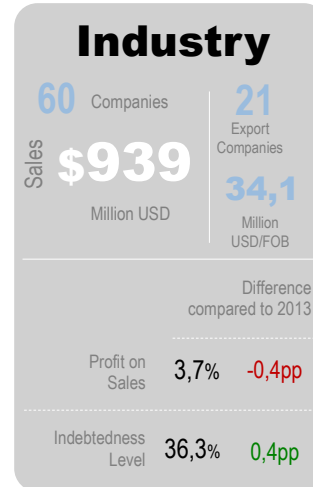 Industry
60 Companies
Sales
$939
Million USD
21
Export
Companies
34,1
Million
USD/FOB
Difference
compared to 2013
Profit on
Sales
3,7%
-0,4pp
Indebtedness
Level
36,3%
0,4pp